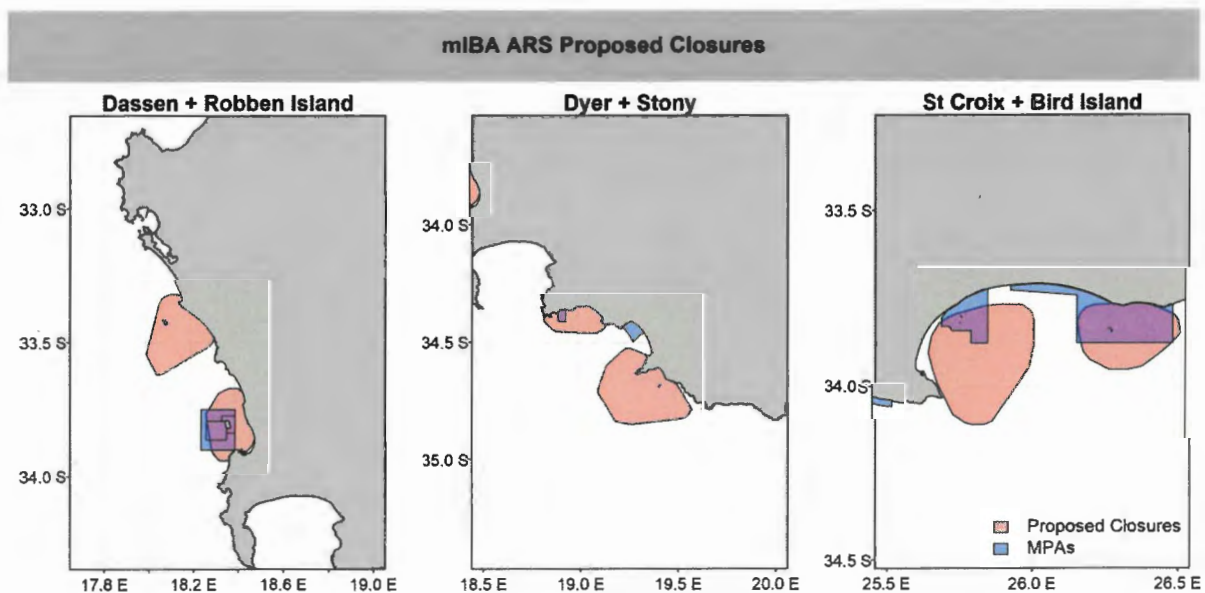 mIBA ARS Proposed Closures
Dassen + Robben Island
Dyer + Stony
St Croix + Bird Island
33.0 S
33.5 S
34.0 S
17.8 E
18.2 E
18.6 E
19.0 E
34.0 S
34.5 S
35.0 S
18.5 E
19.0 E
19.5 E
20.0 E
33.5 S
34.0 S
34.5 S
25.5 E
26.0 E
26.5 E
Proposed Closures
MPAs